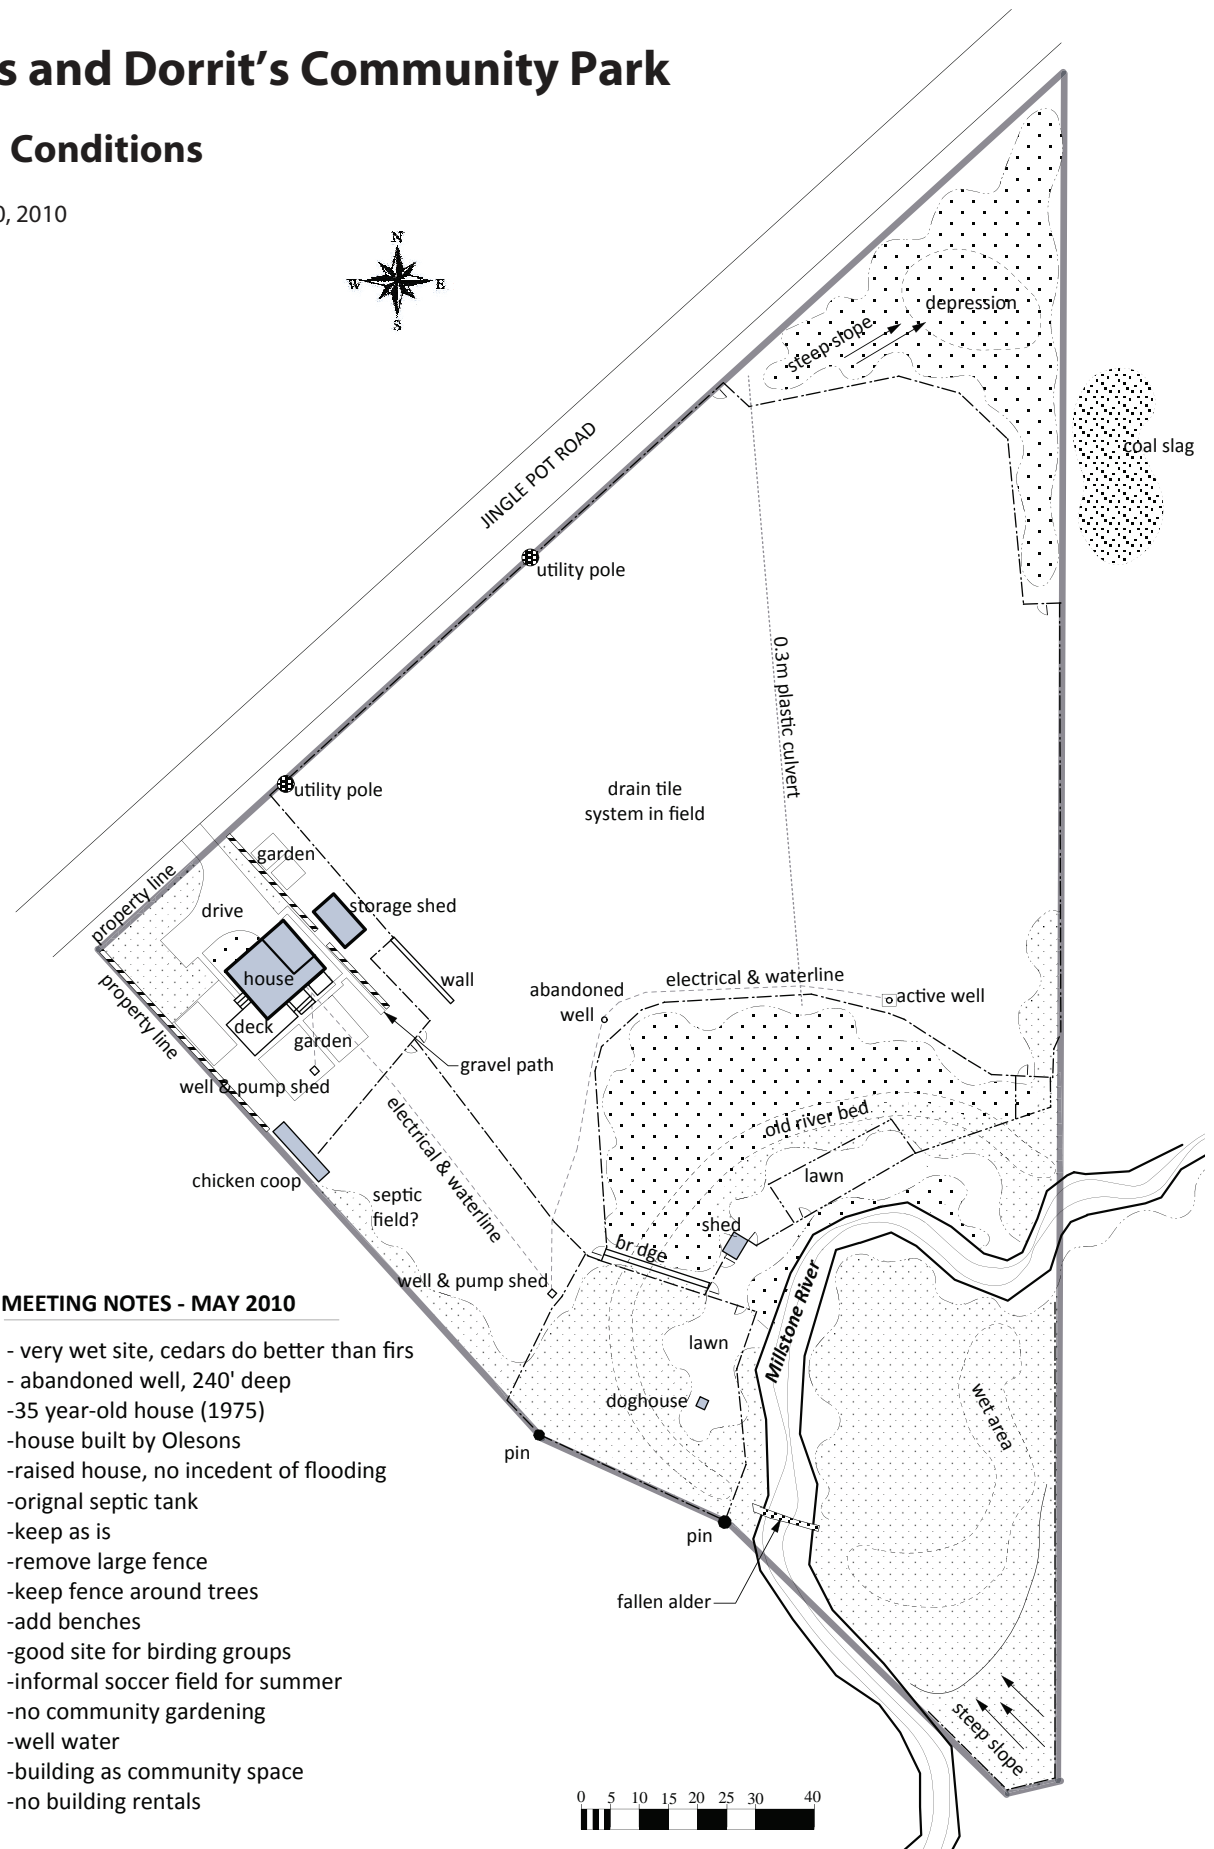 s and Dorrit's Community Park
Conditions
0, 2010
N
W E
S
depression
steep slope
coal slag
JINGLE POT ROAD
utility pole
0.3m plastic culvert
utility pole
drain tile
system in field
garden
property line
drive
storage shed
house
wall
property line
deck
garden
electrical & waterline
abandoned
well
active well
gravel path
well & pump shed
electrical & waterline
old river bed
chicken coop
septic
field?
lawn
shed
bridge
well & pump shed
Millstone River
lawn
doghouse
wet area
pin
pin
fallen alder
steep slope
MEETING NOTES - MAY 2010
- very wet site, cedars do better than firs
- abandoned well, 240' deep
-35 year-old house (1975)
-house built by Olesons
-raised house, no incedent of flooding
-orignal septic tank
-keep as is
-remove large fence
-keep fence around trees
-add benches
-good site for birding groups
-informal soccer field for summer
-no community gardening
-well water
-building as community space
-no building rentals
0 5 10 15 20 25 30 40